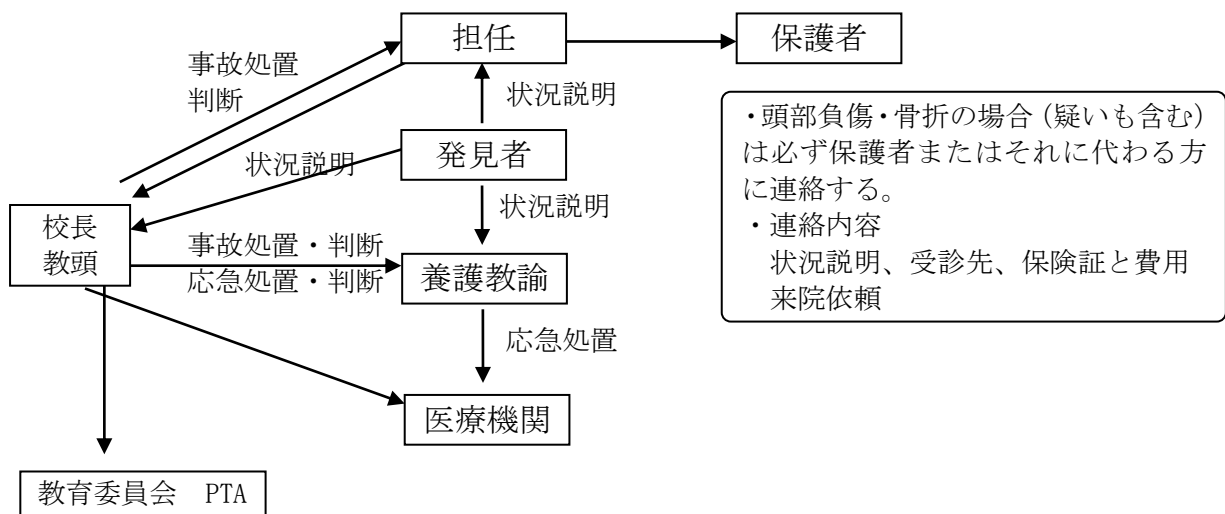 担任
保護者
事故処置
判断
状況説明
発見者
状況説明
状況説明
校長
教頭
事故処置・判断
応急処置・判断
養護教諭
応急処置
医療機関
教育委員会　PTA
・頭部負傷・骨折の場合（疑いも含む）
は必ず保護者またはそれに代わる方
に連絡する。
・連絡内容
状況説明、受診先、保険証と費用
来院依頼